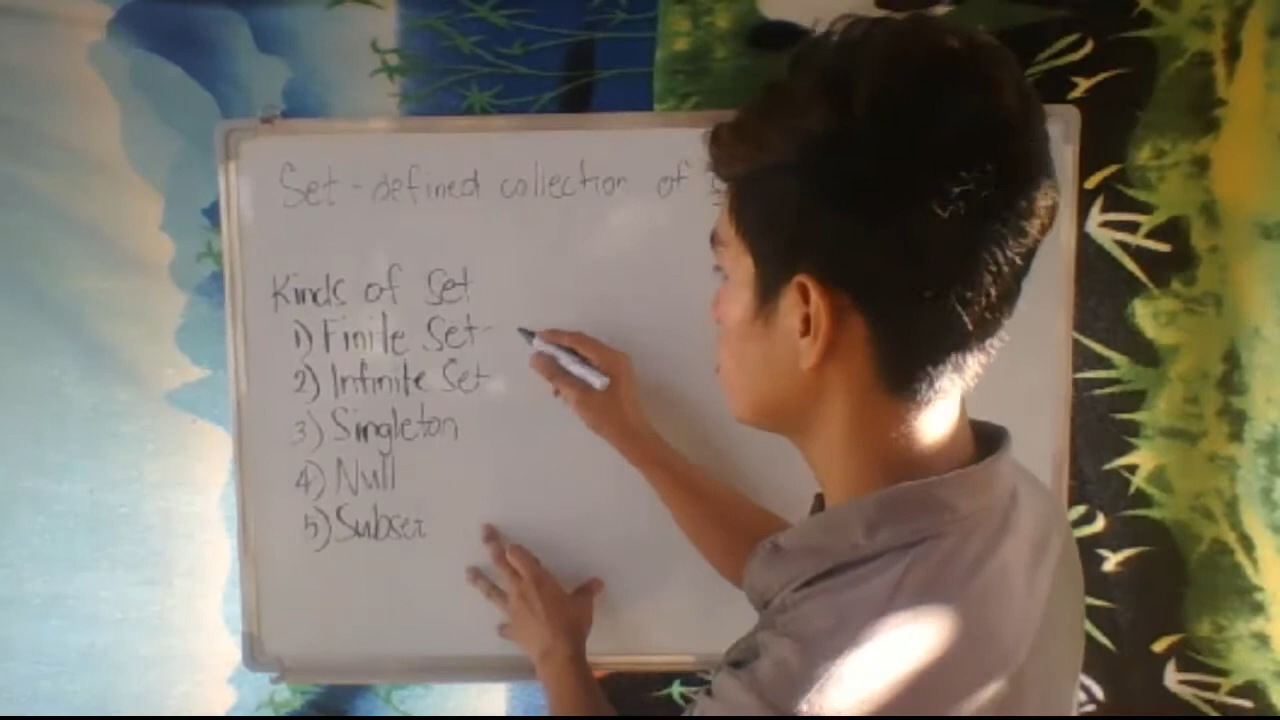 Set - defined collection of
Kinds of Set
1) Finite Set -
2) Infinite Set
3) Singleton
4) Null
5) Subset